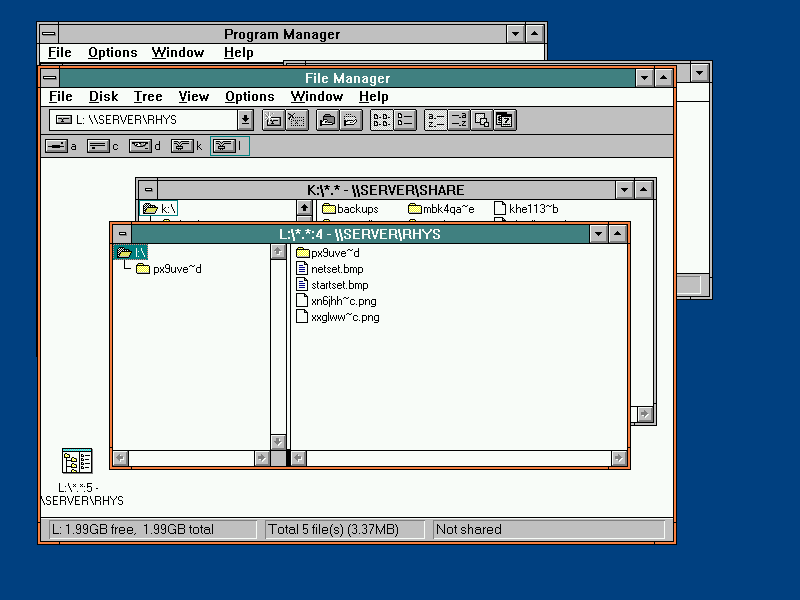 Program Manager
File Options Window Help
File Manager
File Disk Tree View Options Window Help
L: \\SERVER\RHYS
a c d k l
K:\*.* - \\SERVER\SHARE
k:\ backups mbk4qa~e khe113~b
L:\*.*:4 - \\SERVER\RHYS
l:\ px9uve~d
px9uve~d netset.bmp
startset.bmp
xn6jhh~c.png
xxglww~c.png
L:\*.*:5 -
\SERVER\RHYS
L: 1.99GB free, 1.99GB total Total 5 file(s) (3.37MB) Not shared